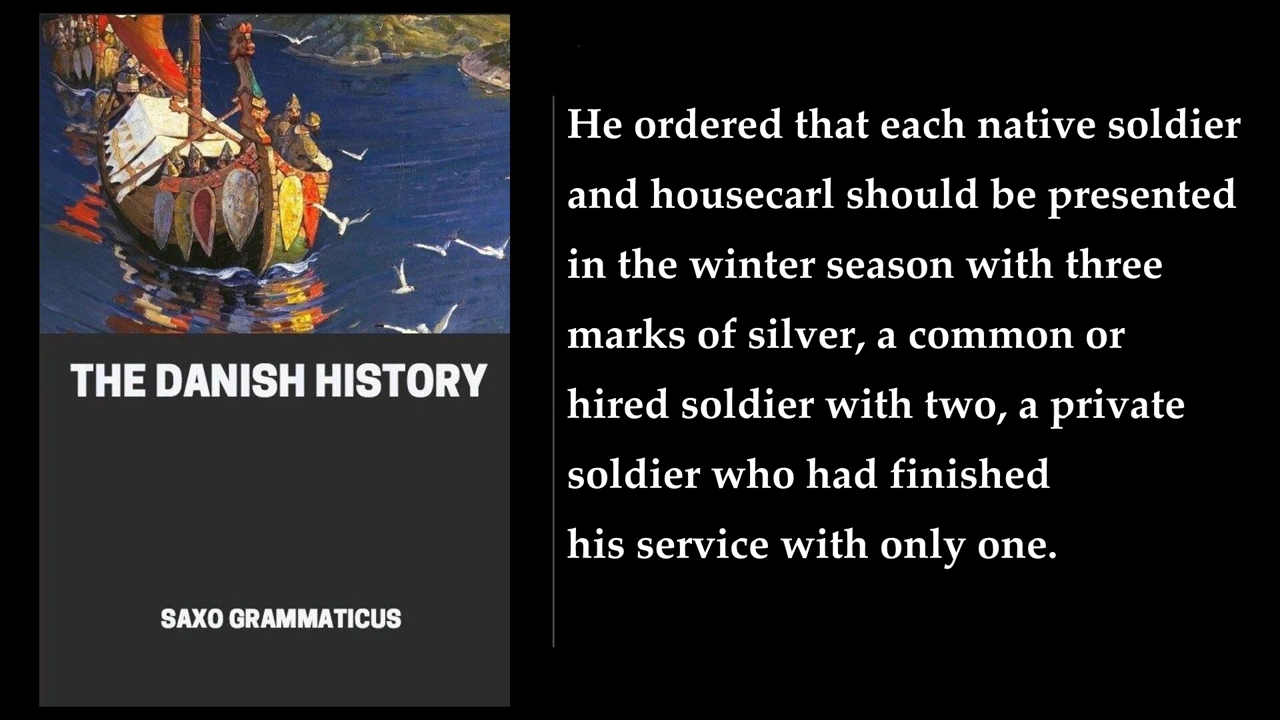 THE DANISH HISTORY
SAXO GRAMMATICUS
He ordered that each native soldier
and housecarl should be presented
in the winter season with three
marks of silver, a common or
hired soldier with two, a private
soldier who had finished
his service with only one.